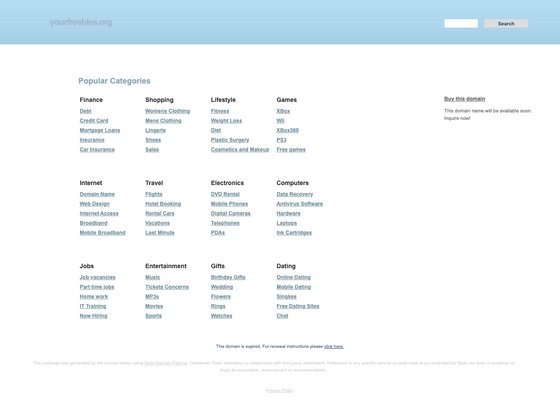 yourfreebies.org
Search
Popular Categories
Finance
Debt
Credit Card
Mortgage Loans
Insurance
Car Insurance
Shopping
Womens Clothing
Mens Clothing
Lingerie
Shoes
Sales
Lifestyle
Fitness
Weight Loss
Diet
Plastic Surgery
Cosmetics and Makeup
Games
XBox
Wii
XBox360
PS3
Free games
Buy this domain
This domain will be available soon.
Inquire now!
Internet
Domain Name
Web Design
Internet Access
Broadband
Mobile Broadband
Travel
Flights
Hotel Booking
Rental Cars
Vacations
Last Minute
Electronics
DVD Rental
Mobile Phones
Digital Cameras
Telephones
PDAs
Computers
Data Recovery
Antivirus Software
Hardware
Laptops
Ink Cartridges
Jobs
Job vacancies
Part time jobs
Home work
IT Training
Now Hiring
Entertainment
Music
Tickets Concerts
MP3s
Movies
Sports
Gifts
Birthday Gifts
Wedding
Flowers
Rings
Watches
Dating
Online Dating
Mobile Dating
Singles
Free Dating Sites
Chat
This domain is expired. For renewal instructions please click here.
This webpage was generated by the domain owner using Sedo Domain Parking. Disclaimer: Sedo maintains no relationship with third party advertisers. Reference to any specific service or trade mark is not controlled by Sedo nor does it constitute or
imply its association, endorsement or recommendation.
Privacy Policy